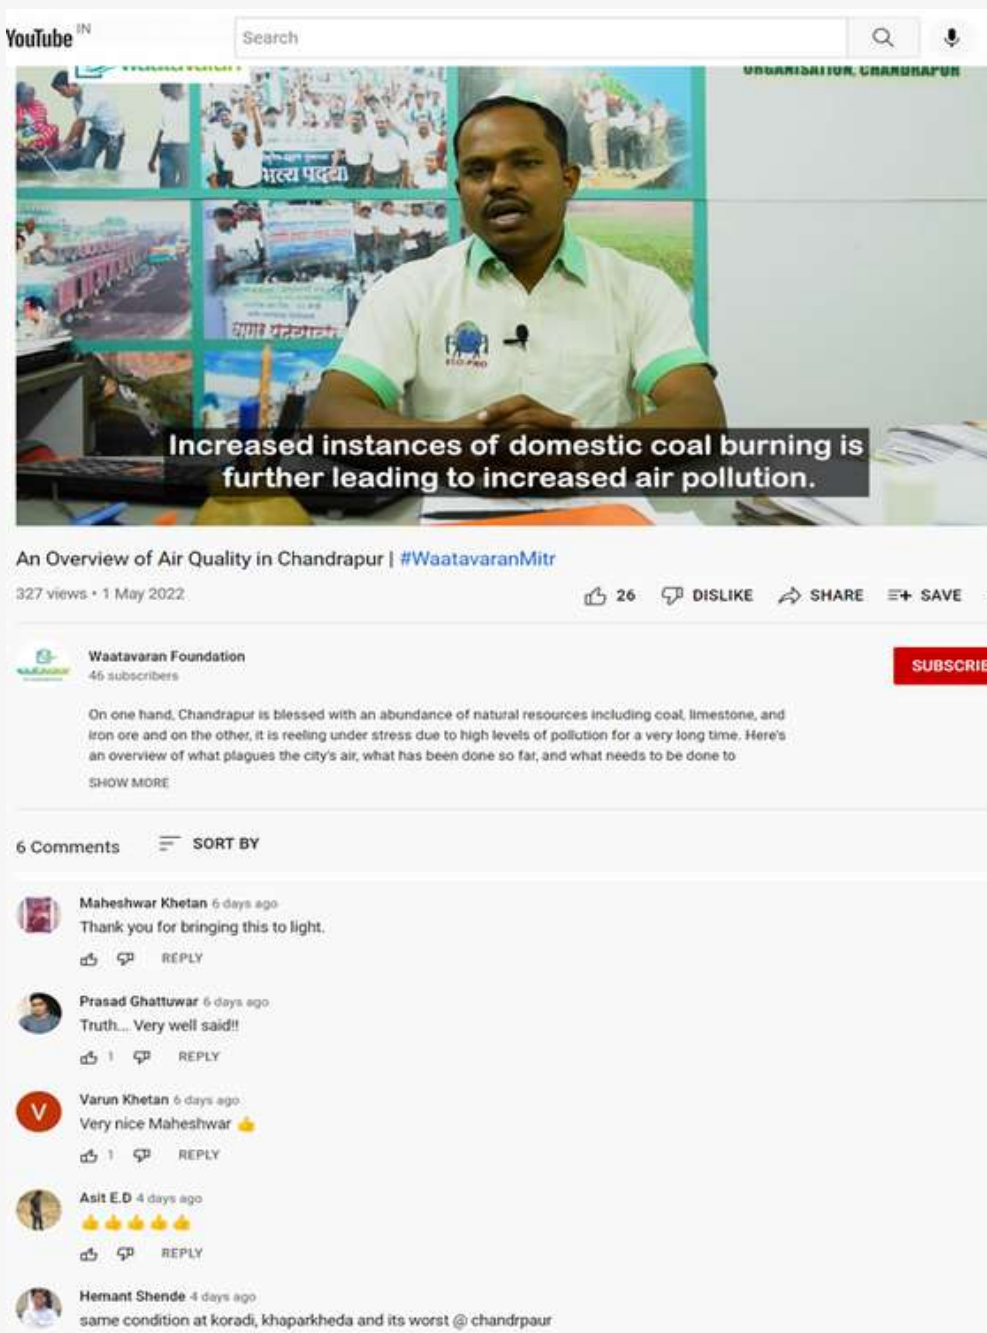 YouTube IN
Search
waatavaran
ORGANISATION, CHANDRAPUR
ECO-PRO
Increased instances of domestic coal burning is
further leading to increased air pollution.
An Overview of Air Quality in Chandrapur | #WaatavaranMitr
327 views • 1 May 2022
26 DISLIKE SHARE SAVE
Waatavaran Foundation
46 subscribers
SUBSCRIBE
On one hand, Chandrapur is blessed with an abundance of natural resources including coal, limestone, and
iron ore and on the other, it is reeling under stress due to high levels of pollution for a very long time. Here's
an overview of what plagues the city's air, what has been done so far, and what needs to be done to
SHOW MORE
6 Comments SORT BY
Maheshwar Khetan 6 days ago
Thank you for bringing this to light.
REPLY
Prasad Ghattuwar 6 days ago
Truth... Very well said!!
1 REPLY
V
Varun Khetan 6 days ago
Very nice Maheshwar 👍
1 REPLY
Asit E.D 4 days ago
👍👍👍👍👍
REPLY
Hemant Shende 4 days ago
same condition at koradi, khaparkheda and its worst @ chandrpaur